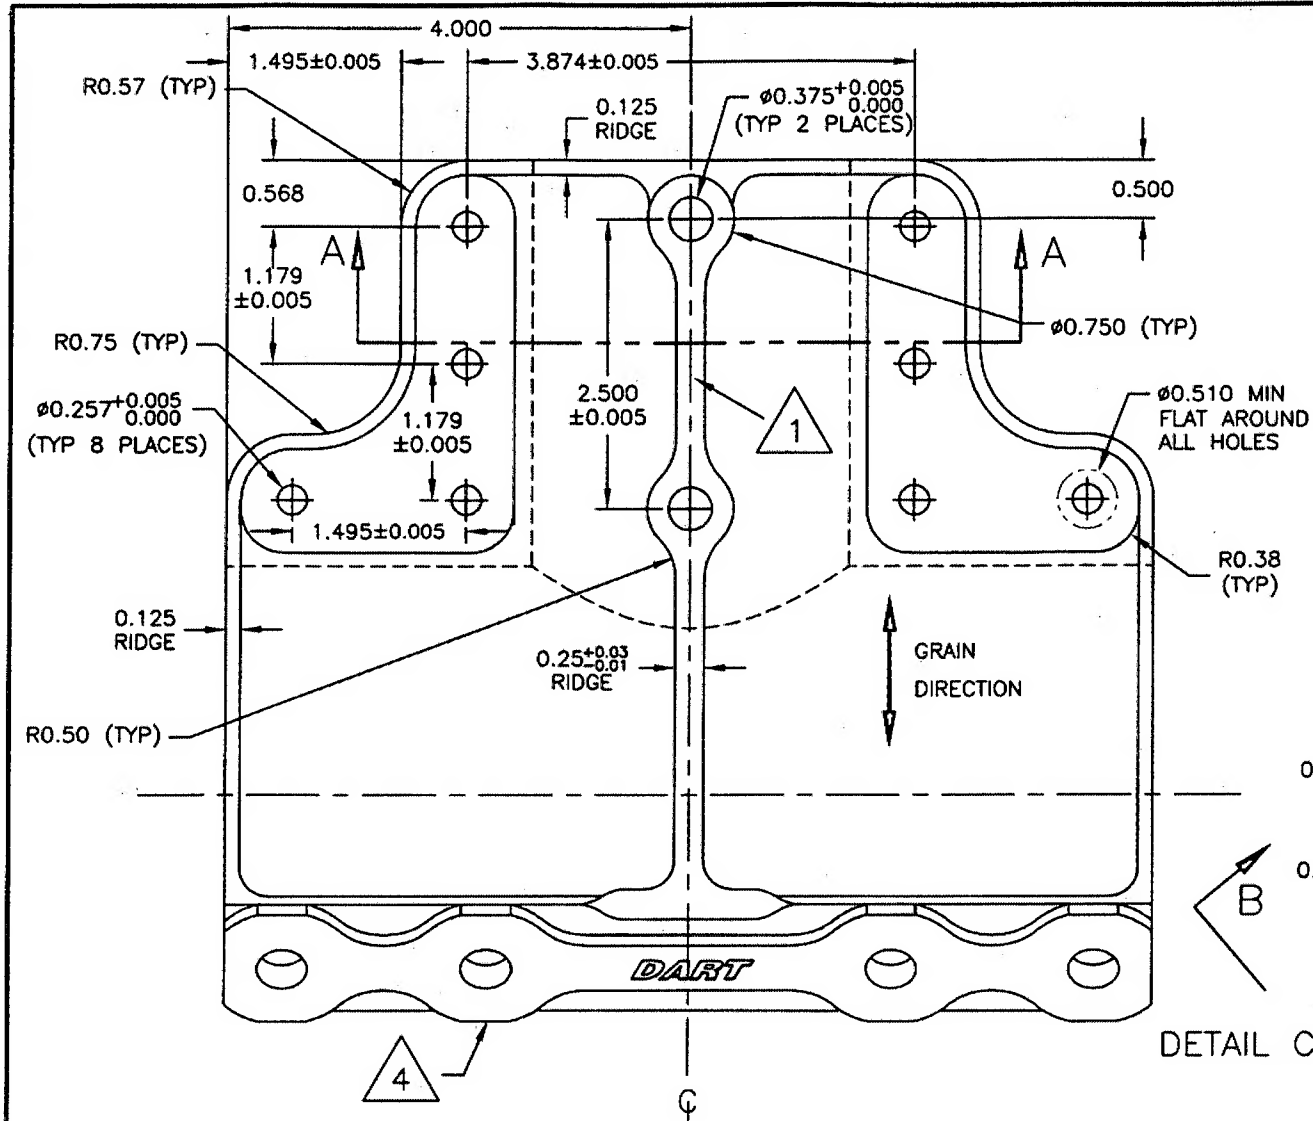 4.000
1.495±0.005
3.874±0.005
R0.57 (TYP)
0.125
RIDGE
ø0.375+0.005
0.000
(TYP 2 PLACES)
0.568
0.500
A
A
1.179
±0.005
R0.75 (TYP)
ø0.750 (TYP)
2.500
±0.005
1
ø0.257+0.005
0.000
(TYP 8 PLACES)
1.179
±0.005
ø0.510 MIN
FLAT AROUND
ALL HOLES
1.495±0.005
R0.38
(TYP)
0.125
RIDGE
0.25+0.03
-0.01
RIDGE
GRAIN
DIRECTION
R0.50 (TYP)
0
0.
B
DART
DETAIL C
4
℄